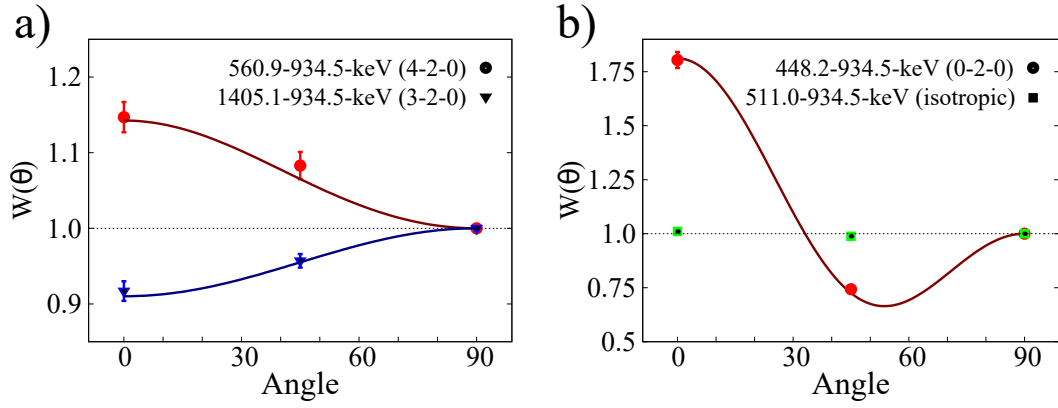 a)
560.9-934.5-keV (4-2-0)
1405.1-934.5-keV (3-2-0)
W(θ)
1.2
1.1
1.0
0.9
0 30 60 90
Angle
b)
448.2-934.5-keV (0-2-0)
511.0-934.5-keV (isotropic)
W(θ)
1.75
1.5
1.25
1.0
0.75
0.5
0 30 60 90
Angle